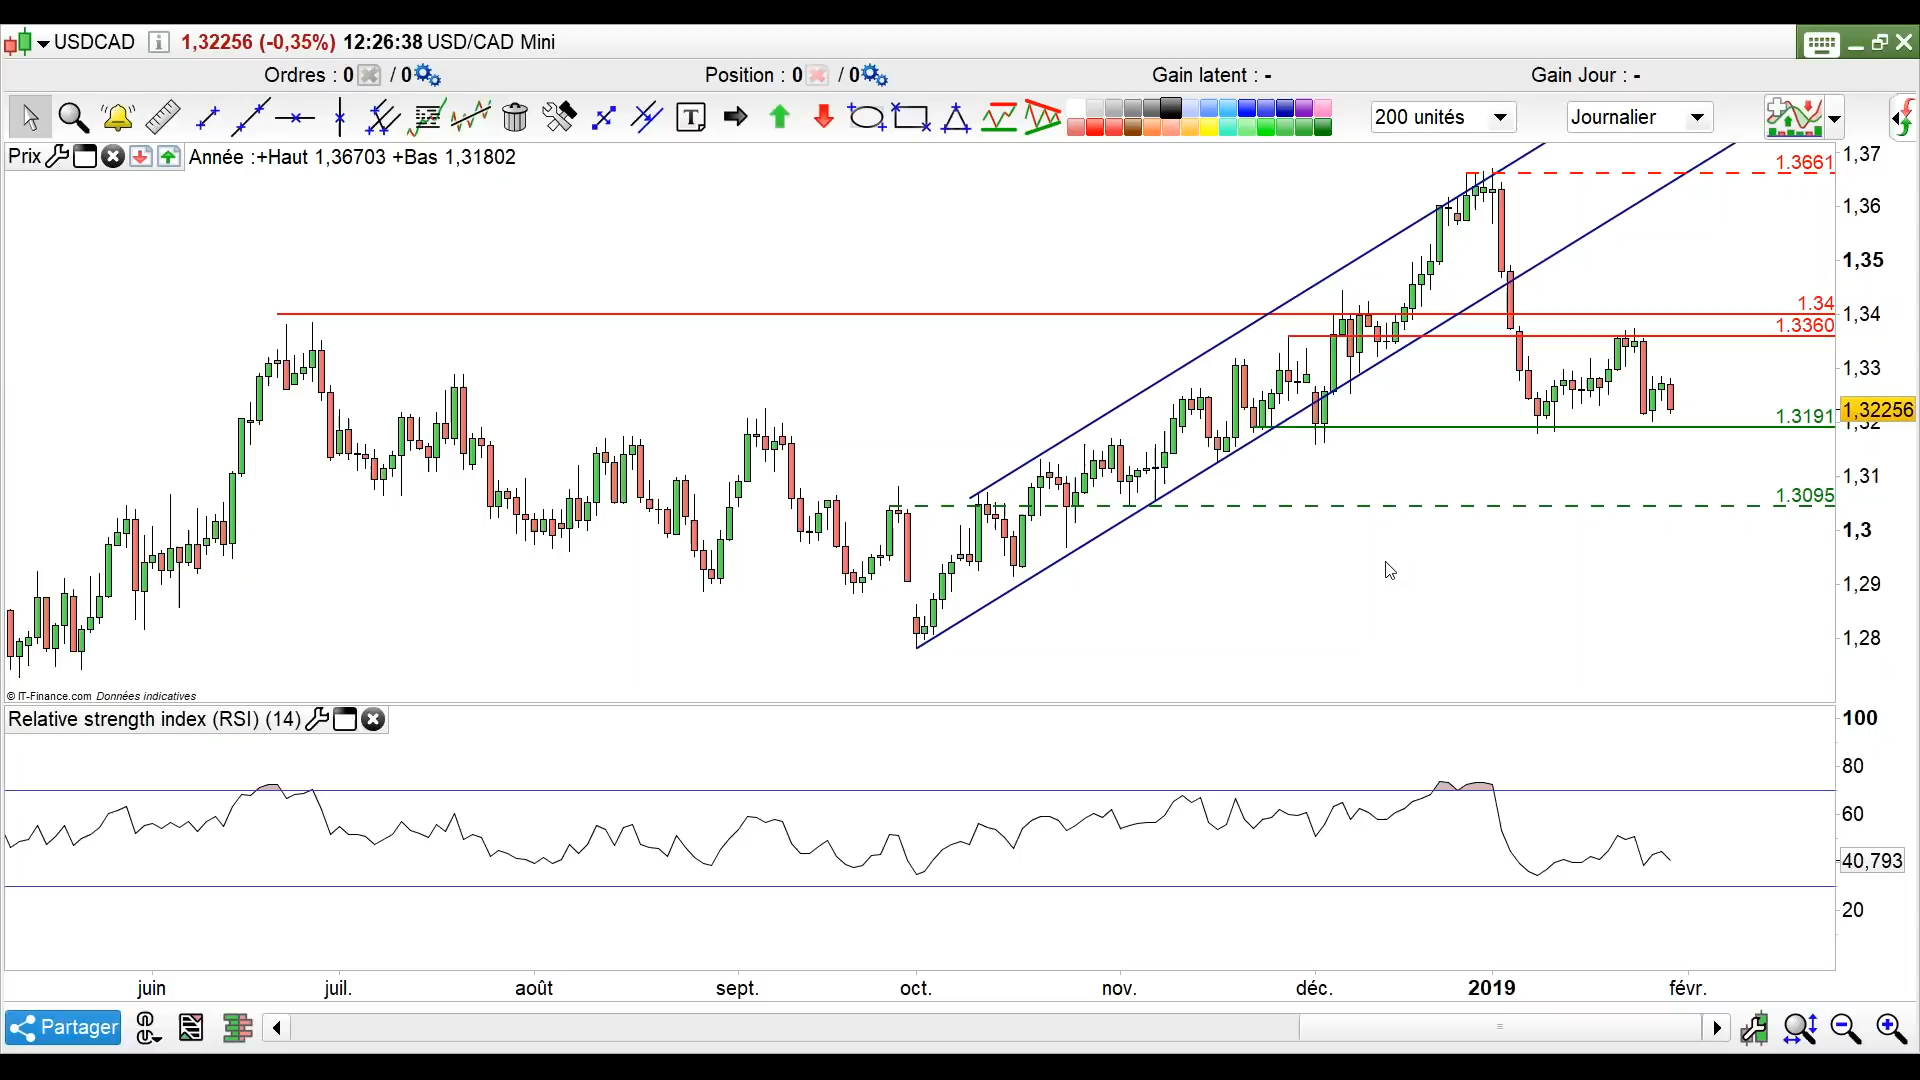 USDCAD 1,32256 (-0,35%) 12:26:38 USD/CAD Mini
Ordres : 0 / 0 Position : 0 / 0 Gain latent : - Gain Jour : -
200 unités Journalier
Prix Année :+Haut 1,36703 +Bas 1,31802
1,37
1.3661
1,36
1,35
1.34
1,34
1.3360
1,33
1,32256
1.3191
1,32
1,31
1.3095
1,3
1,29
1,28
© IT-Finance.com Données indicatives
Relative strength index (RSI) (14)
100
80
60
40,793
20
juin juil. août sept. oct. nov. déc. 2019 févr.
Partager